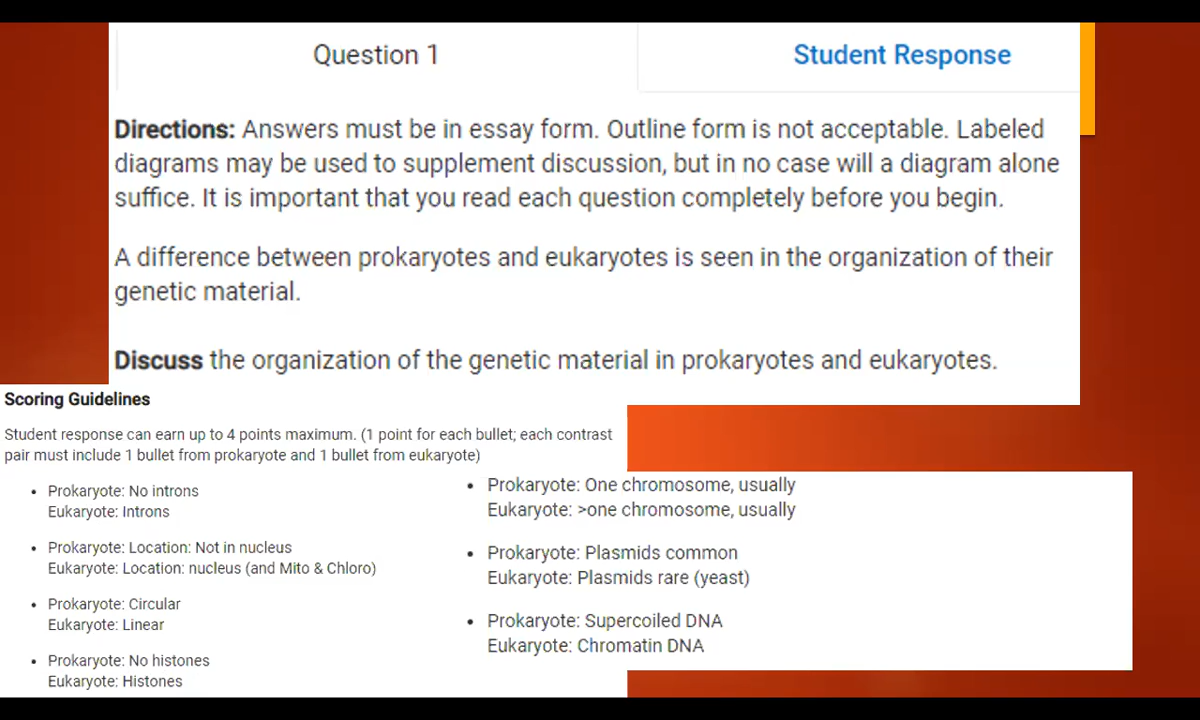 Question 1
Student Response
Directions: Answers must be in essay form. Outline form is not acceptable. Labeled
diagrams may be used to supplement discussion, but in no case will a diagram alone
suffice. It is important that you read each question completely before you begin.
A difference between prokaryotes and eukaryotes is seen in the organization of their
genetic material.
Discuss the organization of the genetic material in prokaryotes and eukaryotes.
Scoring Guidelines
Student response can earn up to 4 points maximum. (1 point for each bullet; each contrast
pair must include 1 bullet from prokaryote and 1 bullet from eukaryote)
• Prokaryote: No introns
Eukaryote: Introns
• Prokaryote: Location: Not in nucleus
Eukaryote: Location: nucleus (and Mito & Chloro)
• Prokaryote: Circular
Eukaryote: Linear
• Prokaryote: No histones
Eukaryote: Histones
• Prokaryote: One chromosome, usually
Eukaryote: >one chromosome, usually
• Prokaryote: Plasmids common
Eukaryote: Plasmids rare (yeast)
• Prokaryote: Supercoiled DNA
Eukaryote: Chromatin DNA